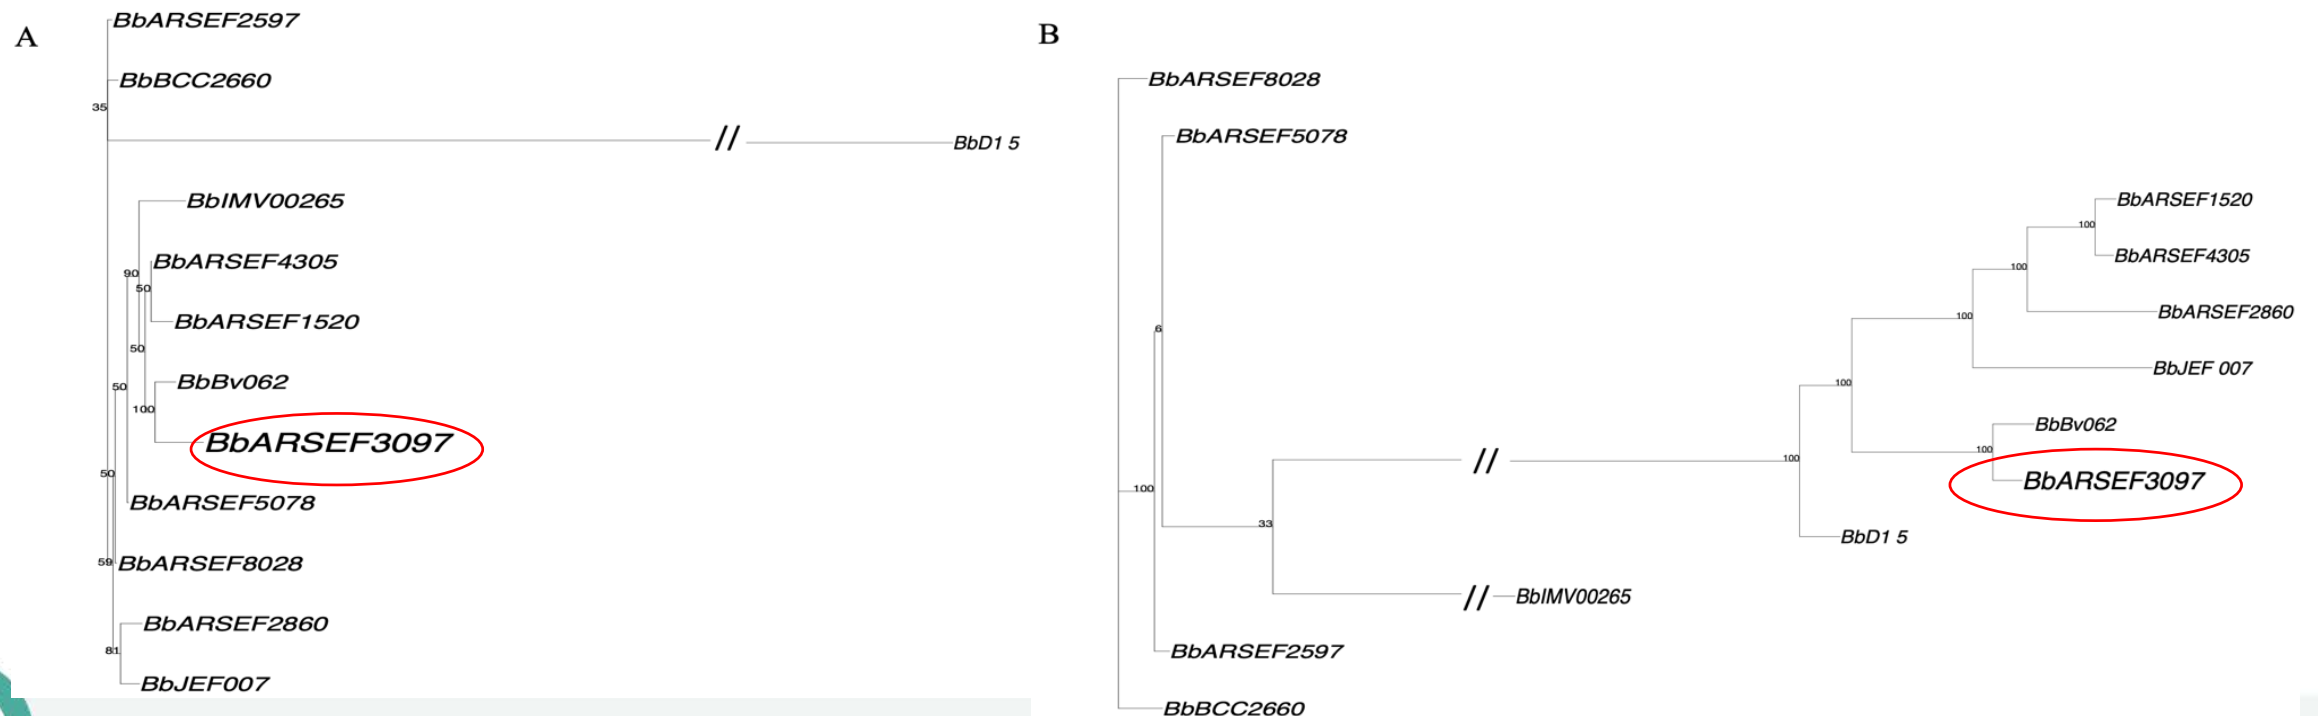 A
BbARSEF2597
BbBCC2660
35
//
BbD1 5
BbIMV00265
BbARSEF4305
90
50
BbARSEF1520
50
BbBv062
50
100
BbARSEF3097
50
BbARSEF5078
59
BbARSEF8028
BbARSEF2860
81
BbJEF007
B
BbARSEF8028
BbARSEF5078
BbARSEF1520
100
BbARSEF4305
100
BbARSEF2860
100
6
BbJEF 007
100
BbBv062
100
//
100
BbARSEF3097
100
33
BbD1 5
//
BbIMV00265
BbARSEF2597
BbBCC2660